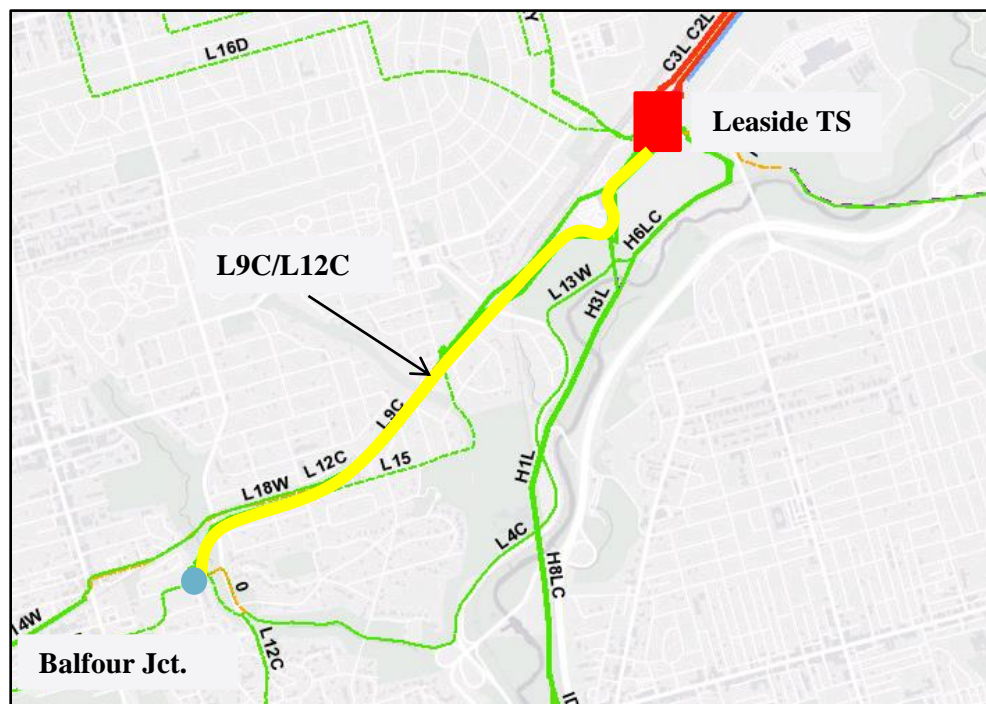 C3L C2L
L16D
Leaside TS
H6LC
L9C/L12C
L13W
H3L
L9C
L12C
L15
L18W
H1L
L4C
H8LC
0
14W
L12C
Balfour Jct.